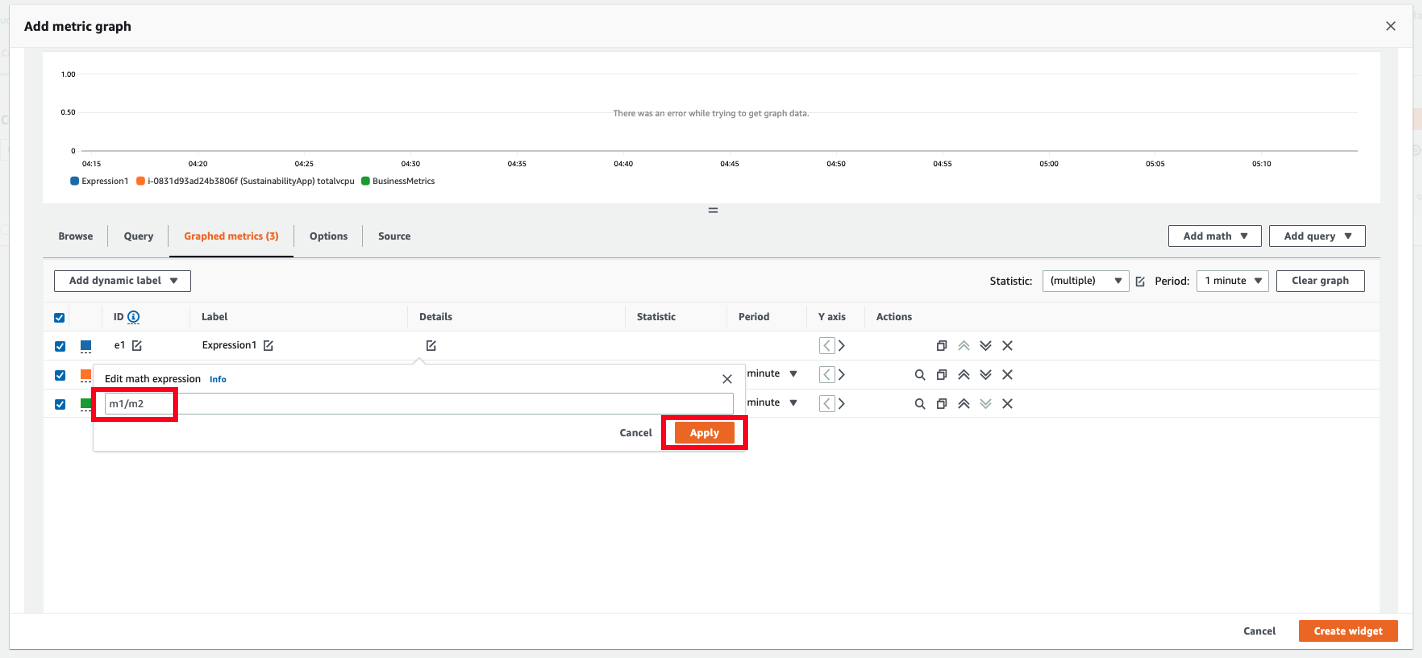 Add metric graph
1.00
0.50
There was an error while trying to get graph data.
0
04:15 04:20 04:25 04:30 04:35 04:40 04:45 04:50 04:55 05:00 05:05 05:10
Expression1 i-0831d93ad24b3806f (SustainabilityApp) totalvcpu BusinessMetrics
Browse Query Graphed metrics (3) Options Source Add math Add query
Add dynamic label Statistic: (multiple) Period: 1 minute Clear graph
ID Label Details Statistic Period Y axis Actions
e1 Expression1
minute
Edit math expression Info
m1/m2
minute
Cancel Apply
Cancel Create widget